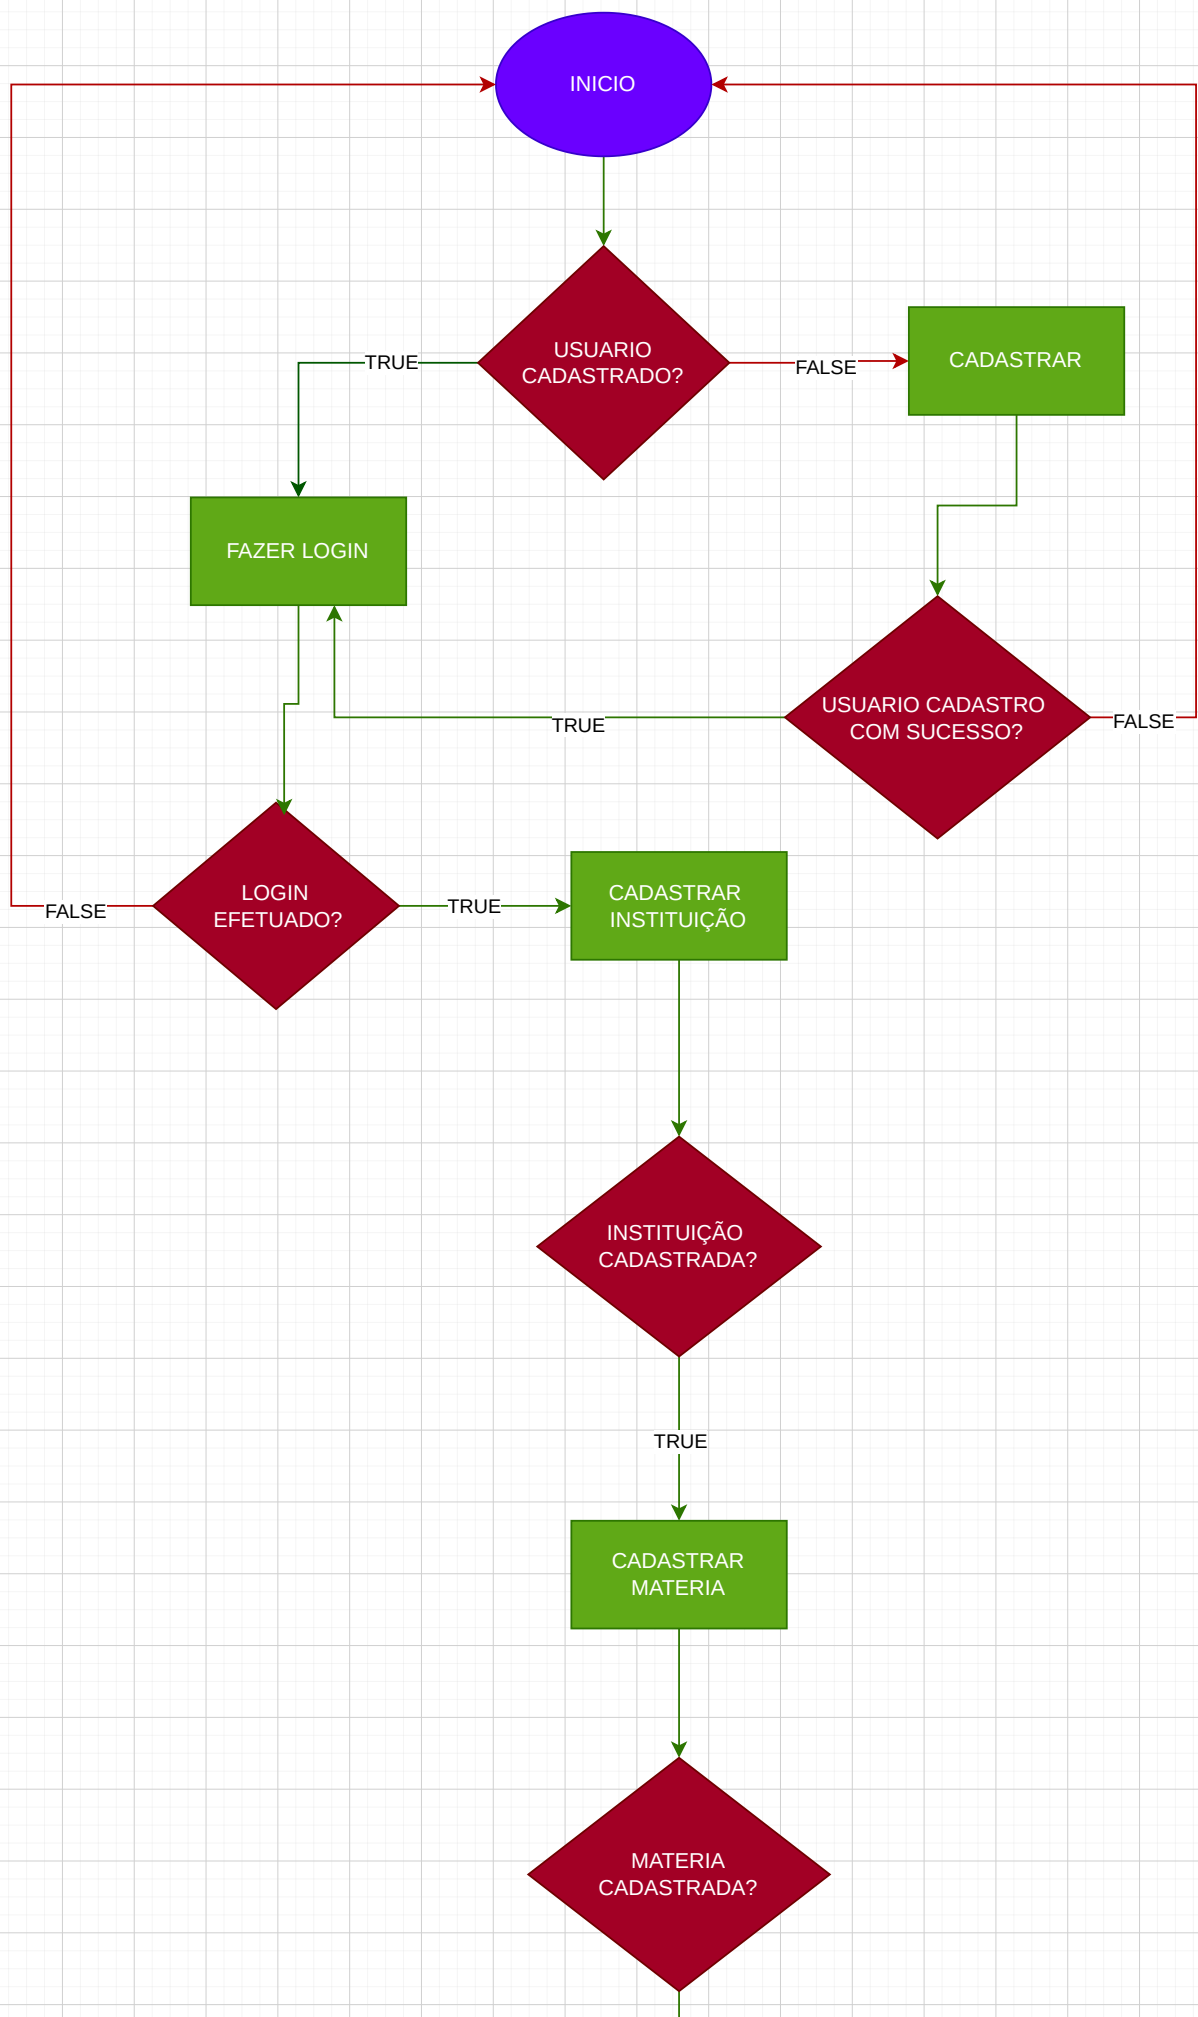 INICIO
USUARIO
CADASTRADO?
TRUE
FALSE
CADASTRAR
FAZER LOGIN
USUARIO CADASTRO
COM SUCESSO?
TRUE
FALSE
LOGIN
EFETUADO?
FALSE
TRUE
CADASTRAR
INSTITUIÇÃO
INSTITUIÇÃO
CADASTRADA?
TRUE
CADASTRAR
MATERIA
MATERIA
CADASTRADA?